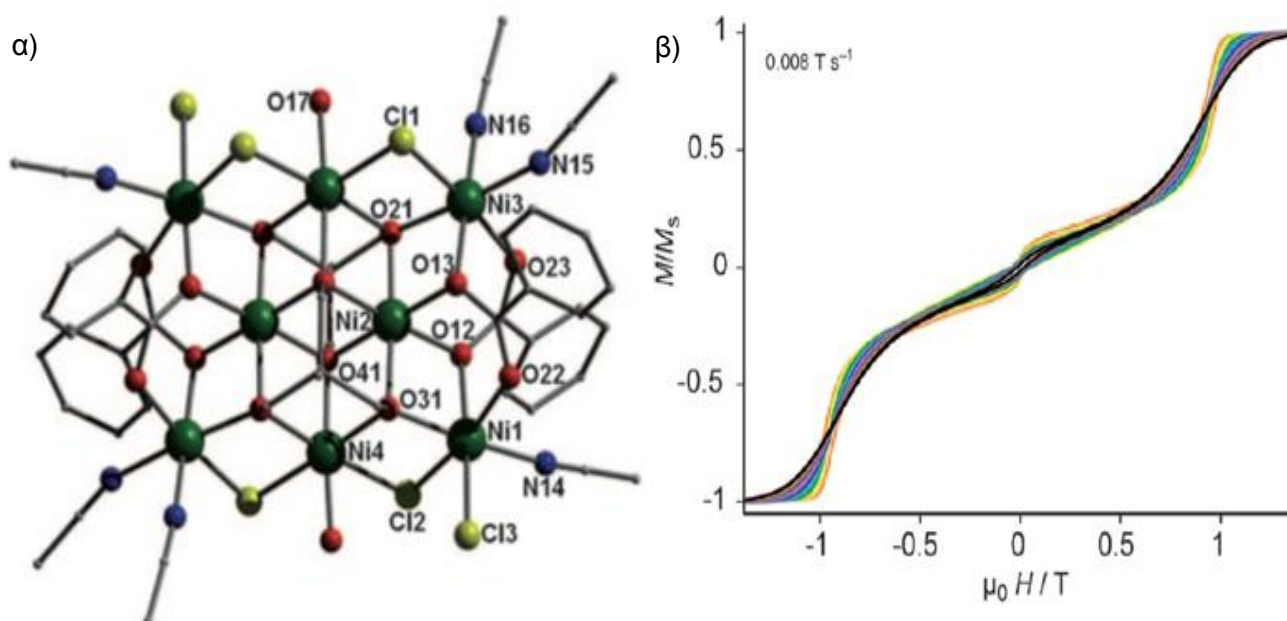 α)
O17
Cl1
N16
N15
O21
Ni3
O13
O23
Ni2
O12
O41
O22
O31
Ni1
Ni4
N14
Cl2
Cl3
β)
0.008 T s⁻¹
M/Mₛ
1
0.5
0
-0.5
-1
-1
-0.5
0
0.5
1
μ₀ H / T